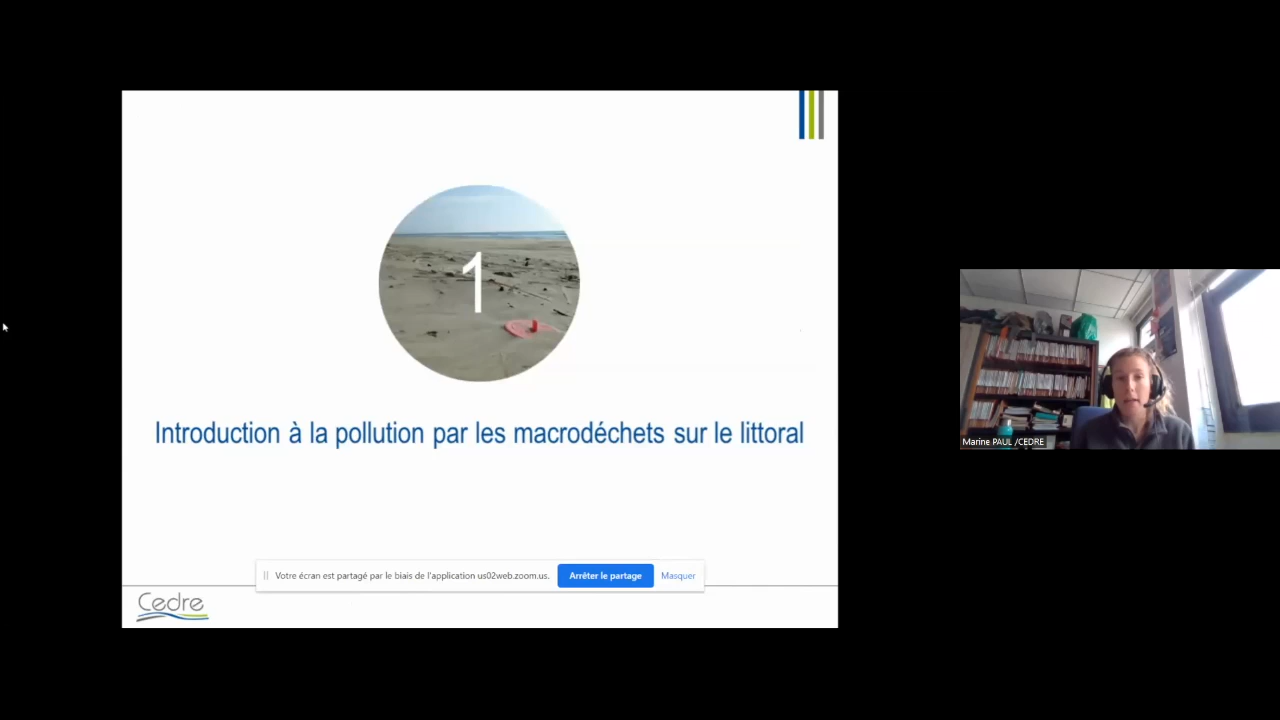 1
Introduction à la pollution par les macrodéchets sur le littoral
Votre écran est partagé par le biais de l'application us02web.zoom.us.
Arrêter le partage
Masquer
Cedre
Marine PAUL /CEDRE